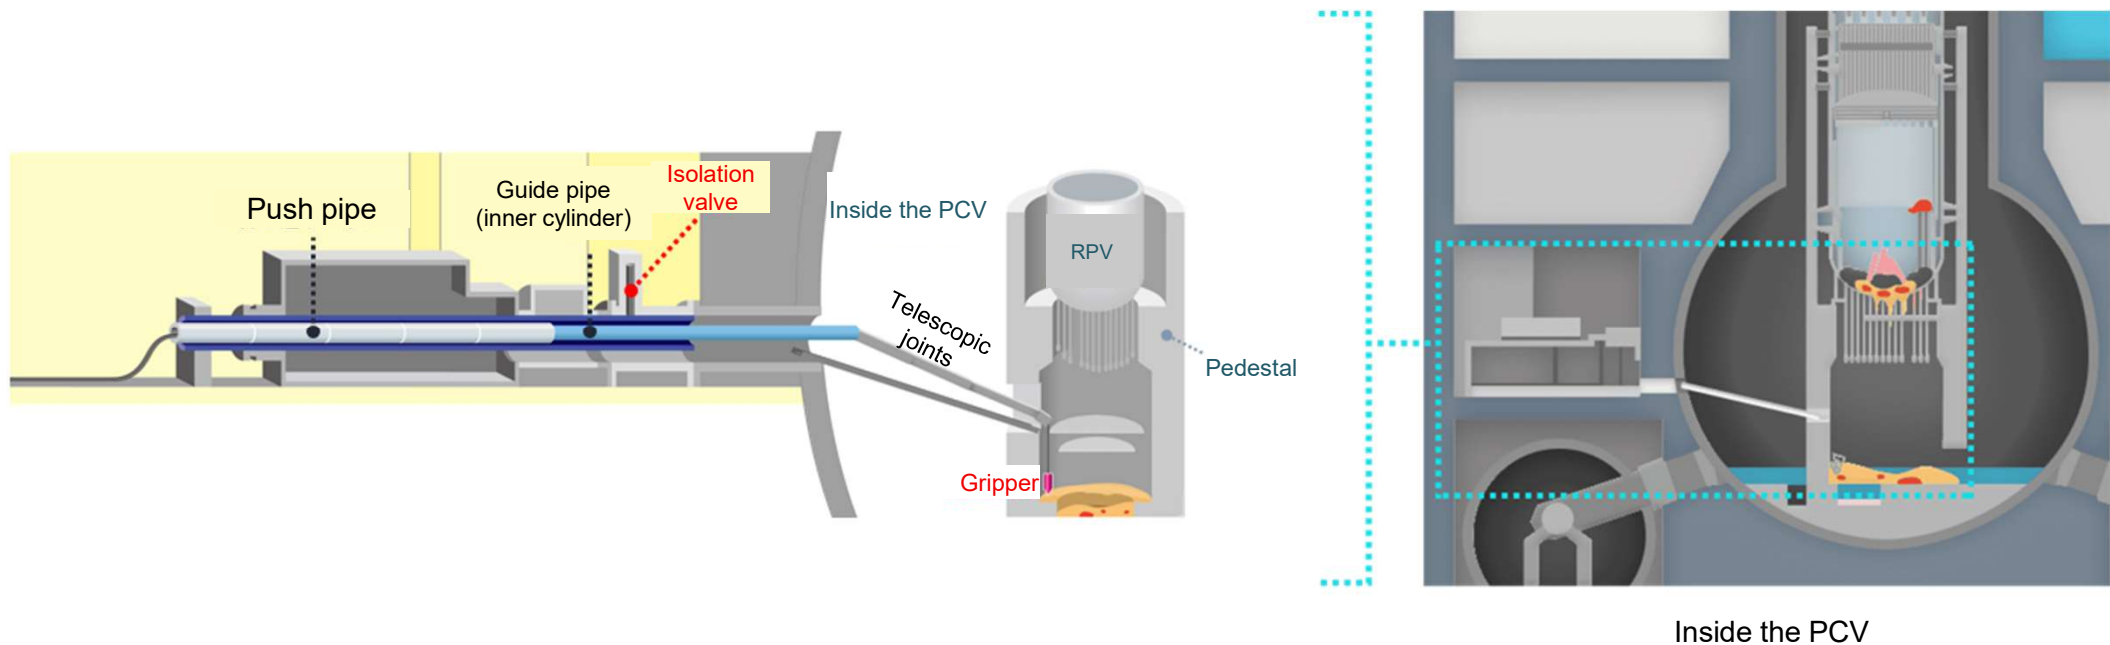 Push pipe
Guide pipe
(inner cylinder)
Isolation
valve
Inside the PCV
RPV
Telescopic
joints
Pedestal
Gripper
Inside the PCV